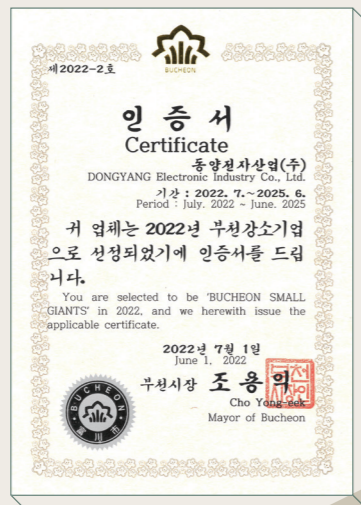 제2022-2호
BUCHEON
인 증 서
Certificate
동양전자산업(주)
DONGYANG Electronic Industry Co., Ltd.
기간 : 2022. 7.~2025. 6.
Period : July. 2022 ~ June. 2025
귀 업체는 2022년 부천강소기업
으로 선정되었기에 인증서를 드립
니다.
You are selected to be 'BUCHEON SMALL
GIANTS' in 2022, and we herewith issue the
applicable certificate.
2022년 7월 1일
June 1, 2022
부천시장 조 용 익
Cho Yong-eek
Mayor of Bucheon
BUCHEON